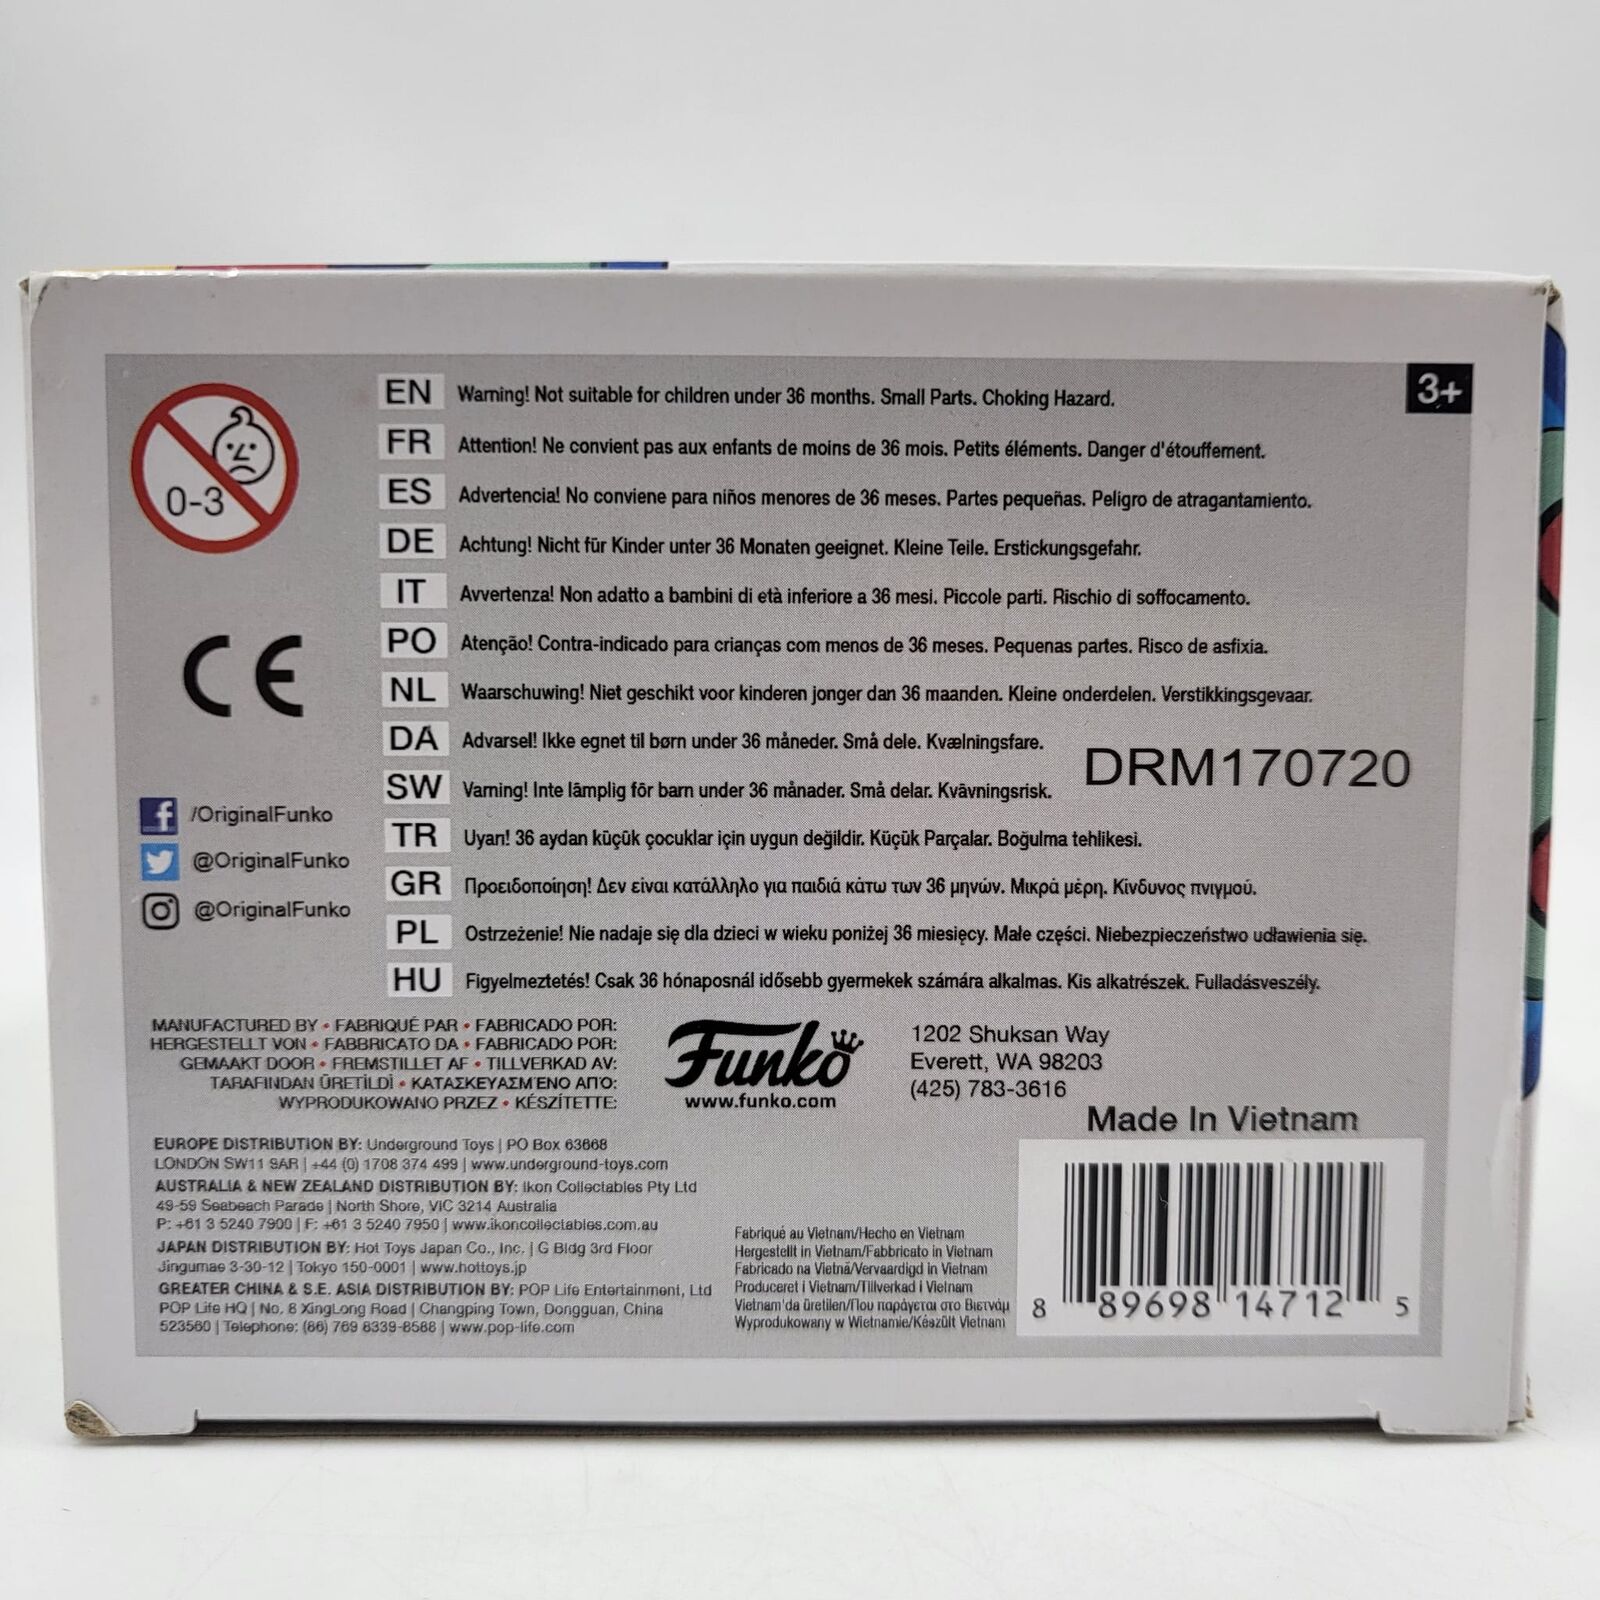 3+
0-3
EN Warning! Not suitable for children under 36 months. Small Parts. Choking Hazard.
FR Attention! Ne convient pas aux enfants de moins de 36 mois. Petits éléments. Danger d'étouffement.
ES Advertencia! No conviene para niños menores de 36 meses. Partes pequeñas. Peligro de atragantamiento.
DE Achtung! Nicht für Kinder unter 36 Monaten geeignet. Kleine Teile. Erstickungsgefahr.
IT Avvertenza! Non adatto a bambini di età inferiore a 36 mesi. Piccole parti. Rischio di soffocamento.
PO Atenção! Contra-indicado para crianças com menos de 36 meses. Pequenas partes. Risco de asfixia.
NL Waarschuwing! Niet geschikt voor kinderen jonger dan 36 maanden. Kleine onderdelen. Verstikkingsgevaar.
DA Advarsel! Ikke egnet til børn under 36 måneder. Små dele. Kvælningsfare.
SW Varning! Inte lämplig för barn under 36 månader. Små delar. Kvävningsrisk.
TR Uyarı! 36 aydan küçük çocuklar için uygun değildir. Küçük Parçalar. Boğulma tehlikesi.
GR Προειδοποίηση! Δεν είναι κατάλληλο για παιδιά κάτω των 36 μηνών. Μικρά μέρη. Κίνδυνος πνιγμού.
PL Ostrzeżenie! Nie nadaje się dla dzieci w wieku poniżej 36 miesięcy. Małe części. Niebezpieczeństwo udławienia się.
HU Figyelmeztetés! Csak 36 hónaposnál idősebb gyermekek számára alkalmas. Kis alkatrészek. Fulladásveszély.
DRM170720
CE
/OriginalFunko
@OriginalFunko
@OriginalFunko
MANUFACTURED BY • FABRIQUÉ PAR • FABRICADO POR:
HERGESTELLT VON • FABBRICATO DA • FABRICADO POR:
GEMAAKT DOOR • FREMSTILLET AF • TILLVERKAD AV:
TARAFINDAN ÜRETİLDİ • ΚΑΤΑΣΚΕΥΑΣΜΈΝΟ ΑΠΌ:
WYPRODUKOWANO PRZEZ • KÉSZÍTETTE:
Funko
www.funko.com
1202 Shuksan Way
Everett, WA 98203
(425) 783-3616
Made In Vietnam
EUROPE DISTRIBUTION BY: Underground Toys | PO Box 63668
LONDON SW11 9AR | +44 (0) 1708 374 499 | www.underground-toys.com
AUSTRALIA & NEW ZEALAND DISTRIBUTION BY: Ikon Collectables Pty Ltd
49-59 Seabeach Parade | North Shore, VIC 3214 Australia
P: +61 3 5240 7900 | F: +61 3 5240 7950 | www.ikoncollectables.com.au
JAPAN DISTRIBUTION BY: Hot Toys Japan Co., Inc. | G Bldg 3rd Floor
Jingumae 3-30-12 | Tokyo 150-0001 | www.hottoys.jp
GREATER CHINA & S.E. ASIA DISTRIBUTION BY: POP Life Entertainment, Ltd
POP Life HQ | No. 8 XingLong Road | Changping Town, Dongguan, China
523560 | Telephone: (86) 769 8339-8588 | www.pop-life.com
Fabriqué au Vietnam/Hecho en Vietnam
Hergestellt in Vietnam/Fabbricato in Vietnam
Fabricado na Vietnã/Vervaardigd in Vietnam
Produceret i Vietnam/Tillverkad i Vietnam
Vietnam'da üretilen/Που παράγεται στο Βιετνάμ
Wyprodukowany w Wietnamie/Készült Vietnam
8 89698 14712 5